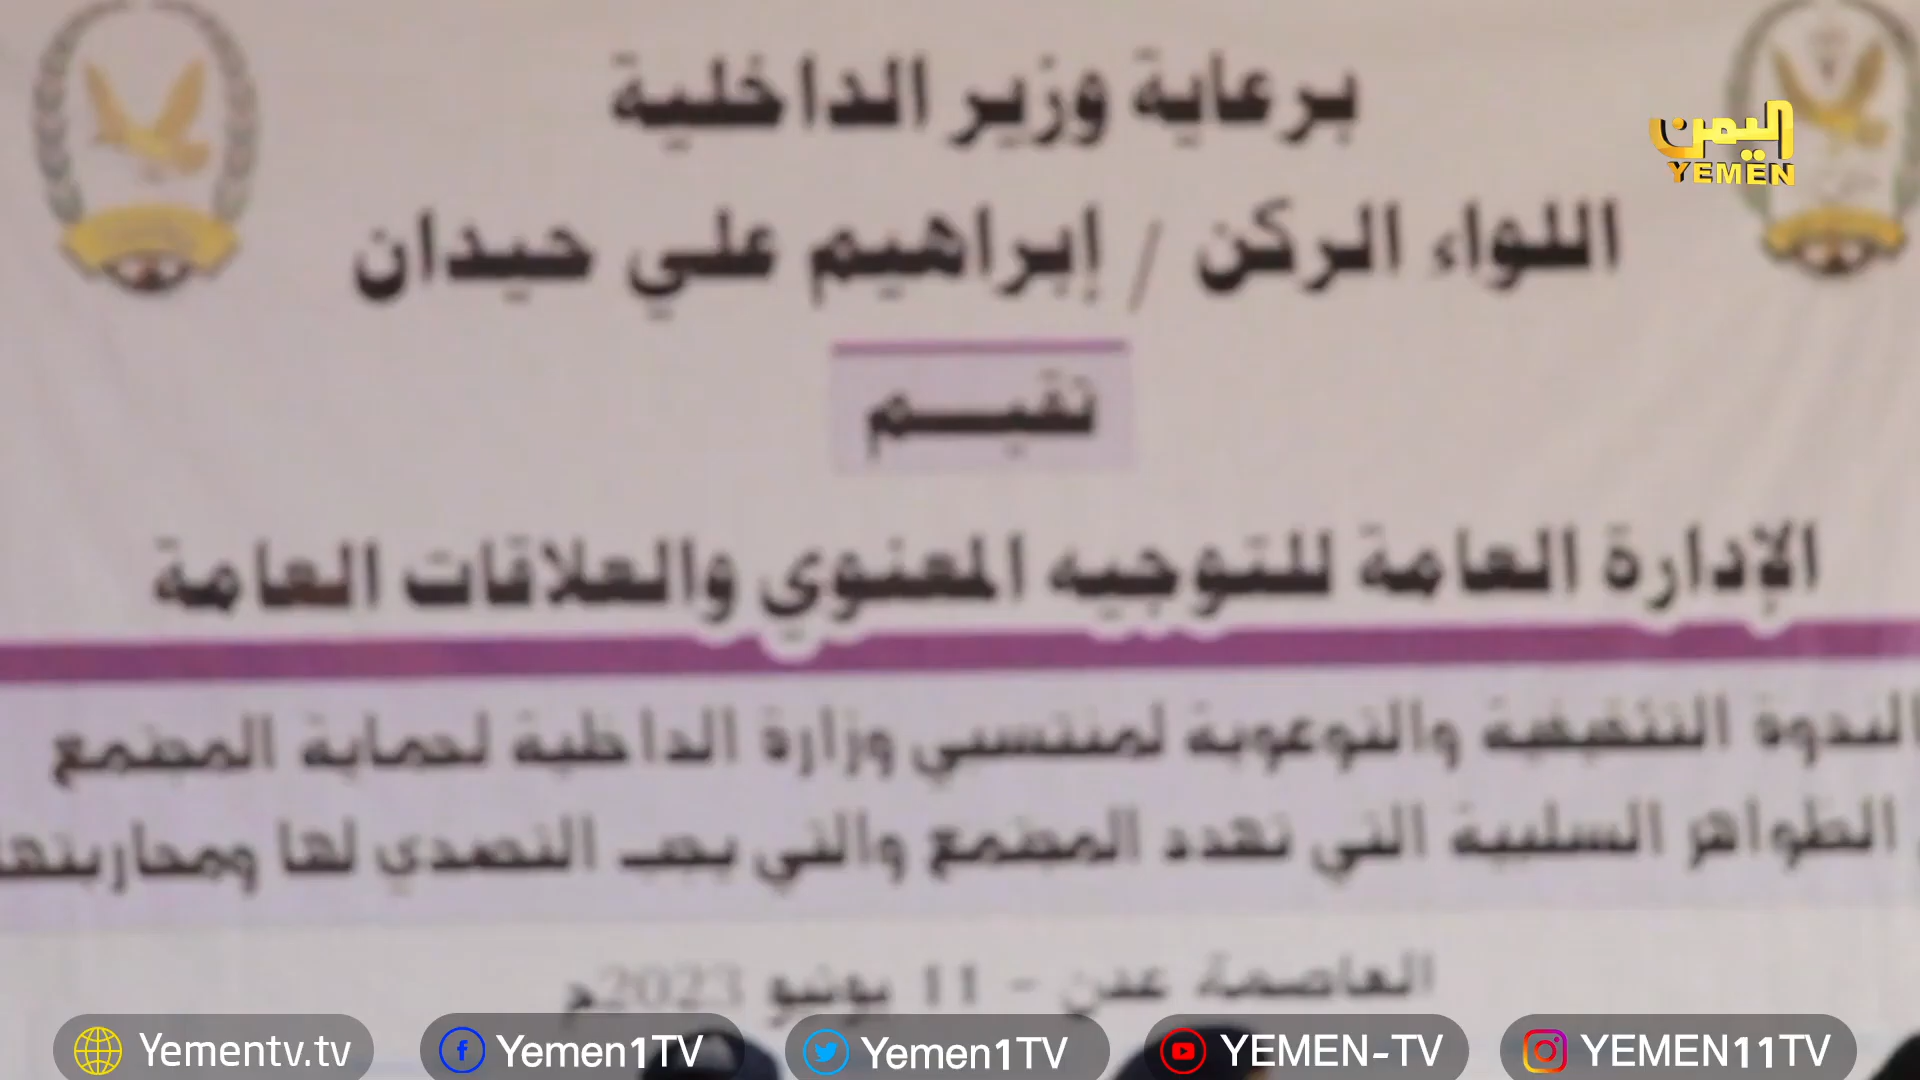 برعاية وزير الداخلية
اليمن
YEMEN
اللواء الركن / إبراهيم علي حيدان
تقيم
الإدارة العامة للتوجيه المعنوي والعلاقات العامة
الندوة التثقيفية والتوعوية لمنتسبي وزارة الداخلية لحماية المجتمع
الظواهر السلبية التي تهدد المجتمع والتي يجب التصدي لها ومحاربتها
العاصمة عدن - 11 يونيو 2023م
Yementv.tv Yemen1TV Yemen1TV YEMEN-TV YEMEN11TV